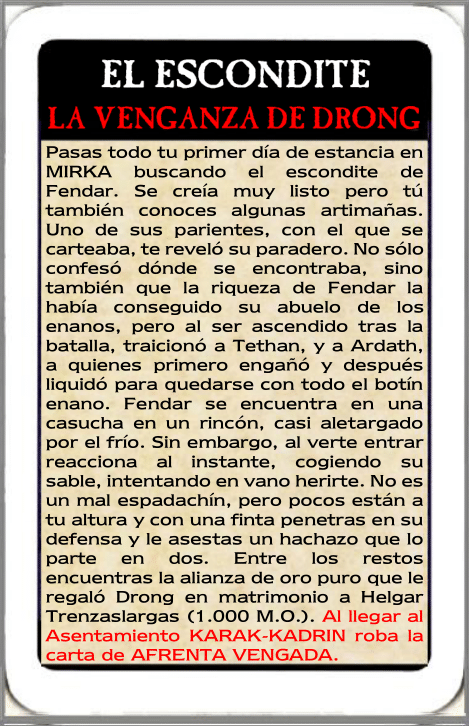 EL ESCONDITE
LA VENGANZA DE DRONG
Pasas todo tu primer día de estancia en
MIRKA buscando el escondite de
Fendar. Se creía muy listo pero tú
también conoces algunas artimañas.
Uno de sus parientes, con el que se
carteaba, te reveló su paradero. No sólo
confesó dónde se encontraba, sino
también que la riqueza de Fendar la
había conseguido su abuelo de los
enanos, pero al ser ascendido tras la
batalla, traicionó a Tethan, y a Ardath,
a quienes primero engañó y después
liquidó para quedarse con todo el botín
enano. Fendar se encuentra en una
casucha en un rincón, casi aletargado
por el frío. Sin embargo, al verte entrar
reacciona al instante, cogiendo su
sable, intentando en vano herirte. No es
un mal espadachín, pero pocos están a
tu altura y con una finta penetras en su
defensa y le asestas un hachazo que lo
parte en dos. Entre los restos
encuentras la alianza de oro puro que le
regaló Drong en matrimonio a Helgar
Trenzaslargas (1.000 M.O.). Al llegar al
Asentamiento KARAK-KADRIN roba la
carta de AFRENTA VENGADA.